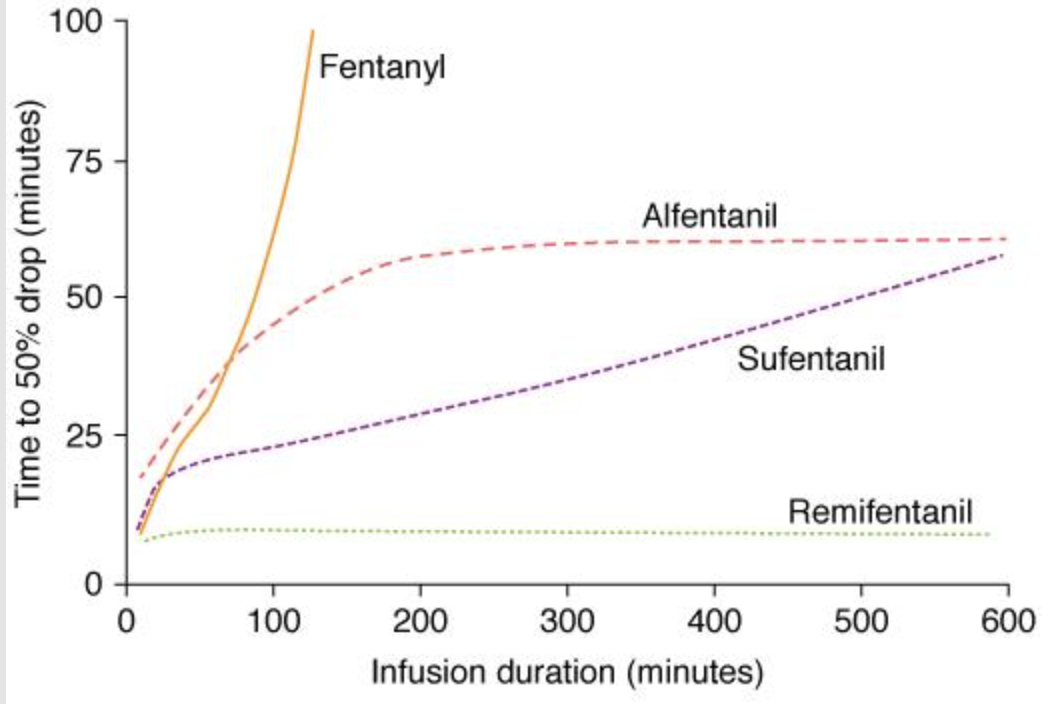 100
Fentanyl
75
Alfentanil
50
Sufentanil
25
Remifentanil
0
0 100 200 300 400 500 600
Infusion duration (minutes)
Time to 50% drop (minutes)